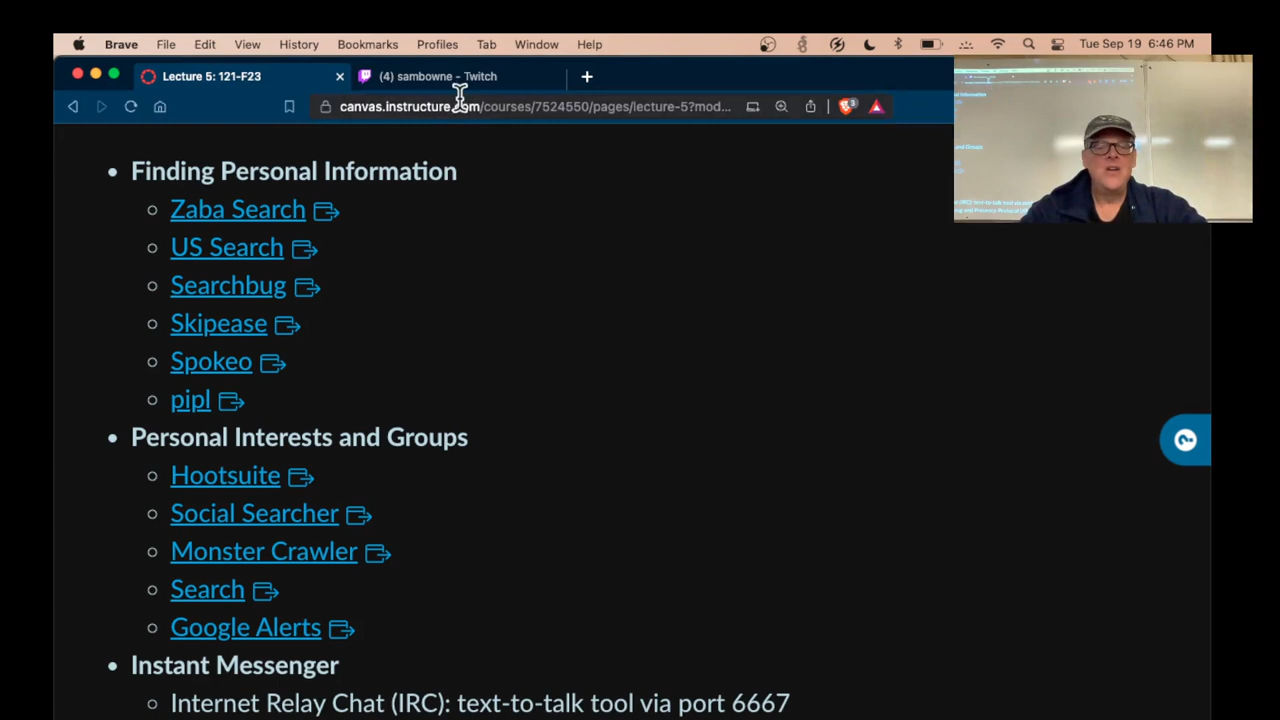 Brave File Edit View History Bookmarks Profiles Tab Window Help Tue Sep 19 6:46 PM
Lecture 5: 121-F23 (4) sambowne - Twitch
canvas.instructure.com/courses/7524550/pages/lecture-5?mod... 3
Finding Personal Information
Zaba Search
US Search
Searchbug
Skipease
Spokeo
pipl
Personal Interests and Groups
Hootsuite
Social Searcher
Monster Crawler
Search
Google Alerts
Instant Messenger
Internet Relay Chat (IRC): text-to-talk tool via port 6667